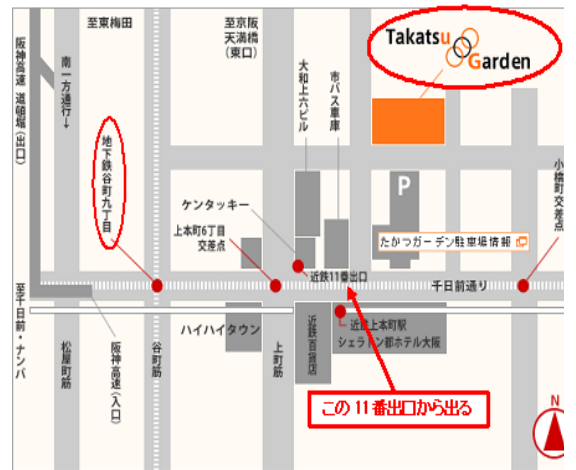 至東梅田
至京阪
天満橋
(東口)
Takatsu
Garden
阪神高速 道頓堀(出口)
南一方通行→
大和上六ビル
市バス車庫
地下鉄谷町九丁目
小橋町交差点
P
ケンタッキー
上本町6丁目
交差点
たかつガーデン駐車場情報
近鉄11番出口
千日前通り
至千日前・ナンバ
ハイハイタウン
近鉄上本町駅
シェラトン都ホテル大阪
近鉄百貨店
松屋町筋
阪神高速(入口)
谷町筋
上町筋
この11番出口から出る
N